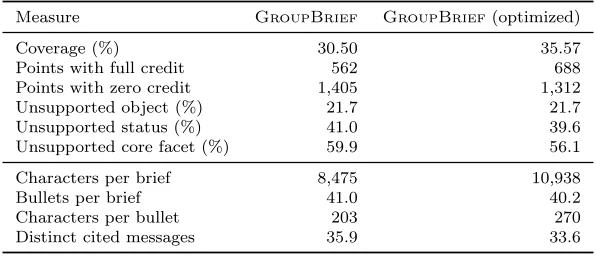 Measure GroupBrief GroupBrief (optimized)
Coverage (%) 30.50 35.57
Points with full credit 562 688
Points with zero credit 1,405 1,312
Unsupported object (%) 21.7 21.7
Unsupported status (%) 41.0 39.6
Unsupported core facet (%) 59.9 56.1
Characters per brief 8,475 10,938
Bullets per brief 41.0 40.2
Characters per bullet 203 270
Distinct cited messages 35.9 33.6